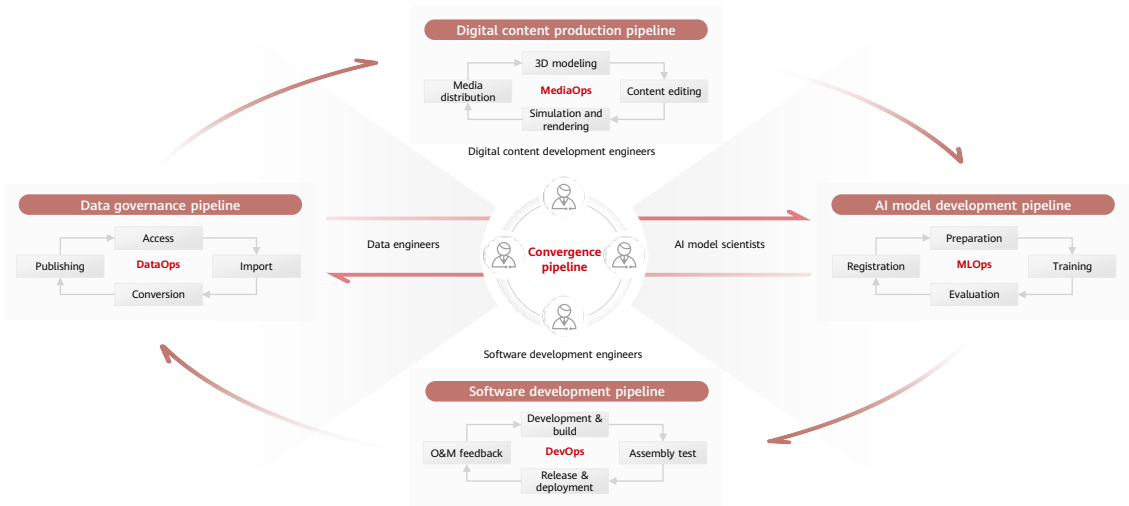 Digital content production pipeline
3D modeling
Media
distribution
MediaOps
Content editing
Simulation and
rendering
Digital content development engineers
Data governance pipeline
Access
Publishing
DataOps
Import
Conversion
Data engineers
Convergence
pipeline
AI model scientists
AI model development pipeline
Preparation
Registration
MLOps
Training
Evaluation
Software development engineers
Software development pipeline
Development &
build
O&M feedback
DevOps
Assembly test
Release &
deployment